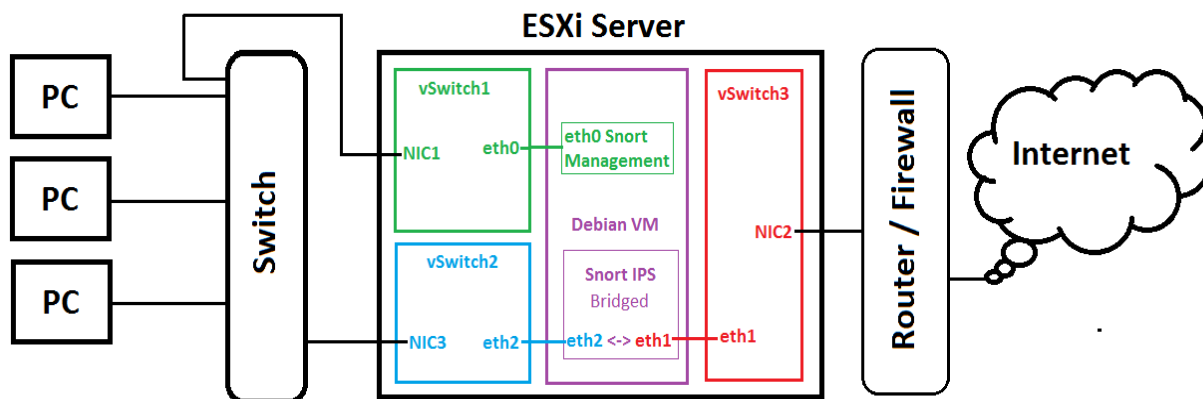 ESXi Server
PC
PC
PC
Switch
vSwitch1
NIC1
eth0
eth0 Snort
Management
vSwitch2
NIC3
eth2
Debian VM
Snort IPS
Bridged
eth2 <-> eth1
vSwitch3
NIC2
eth1
Router / Firewall
Internet